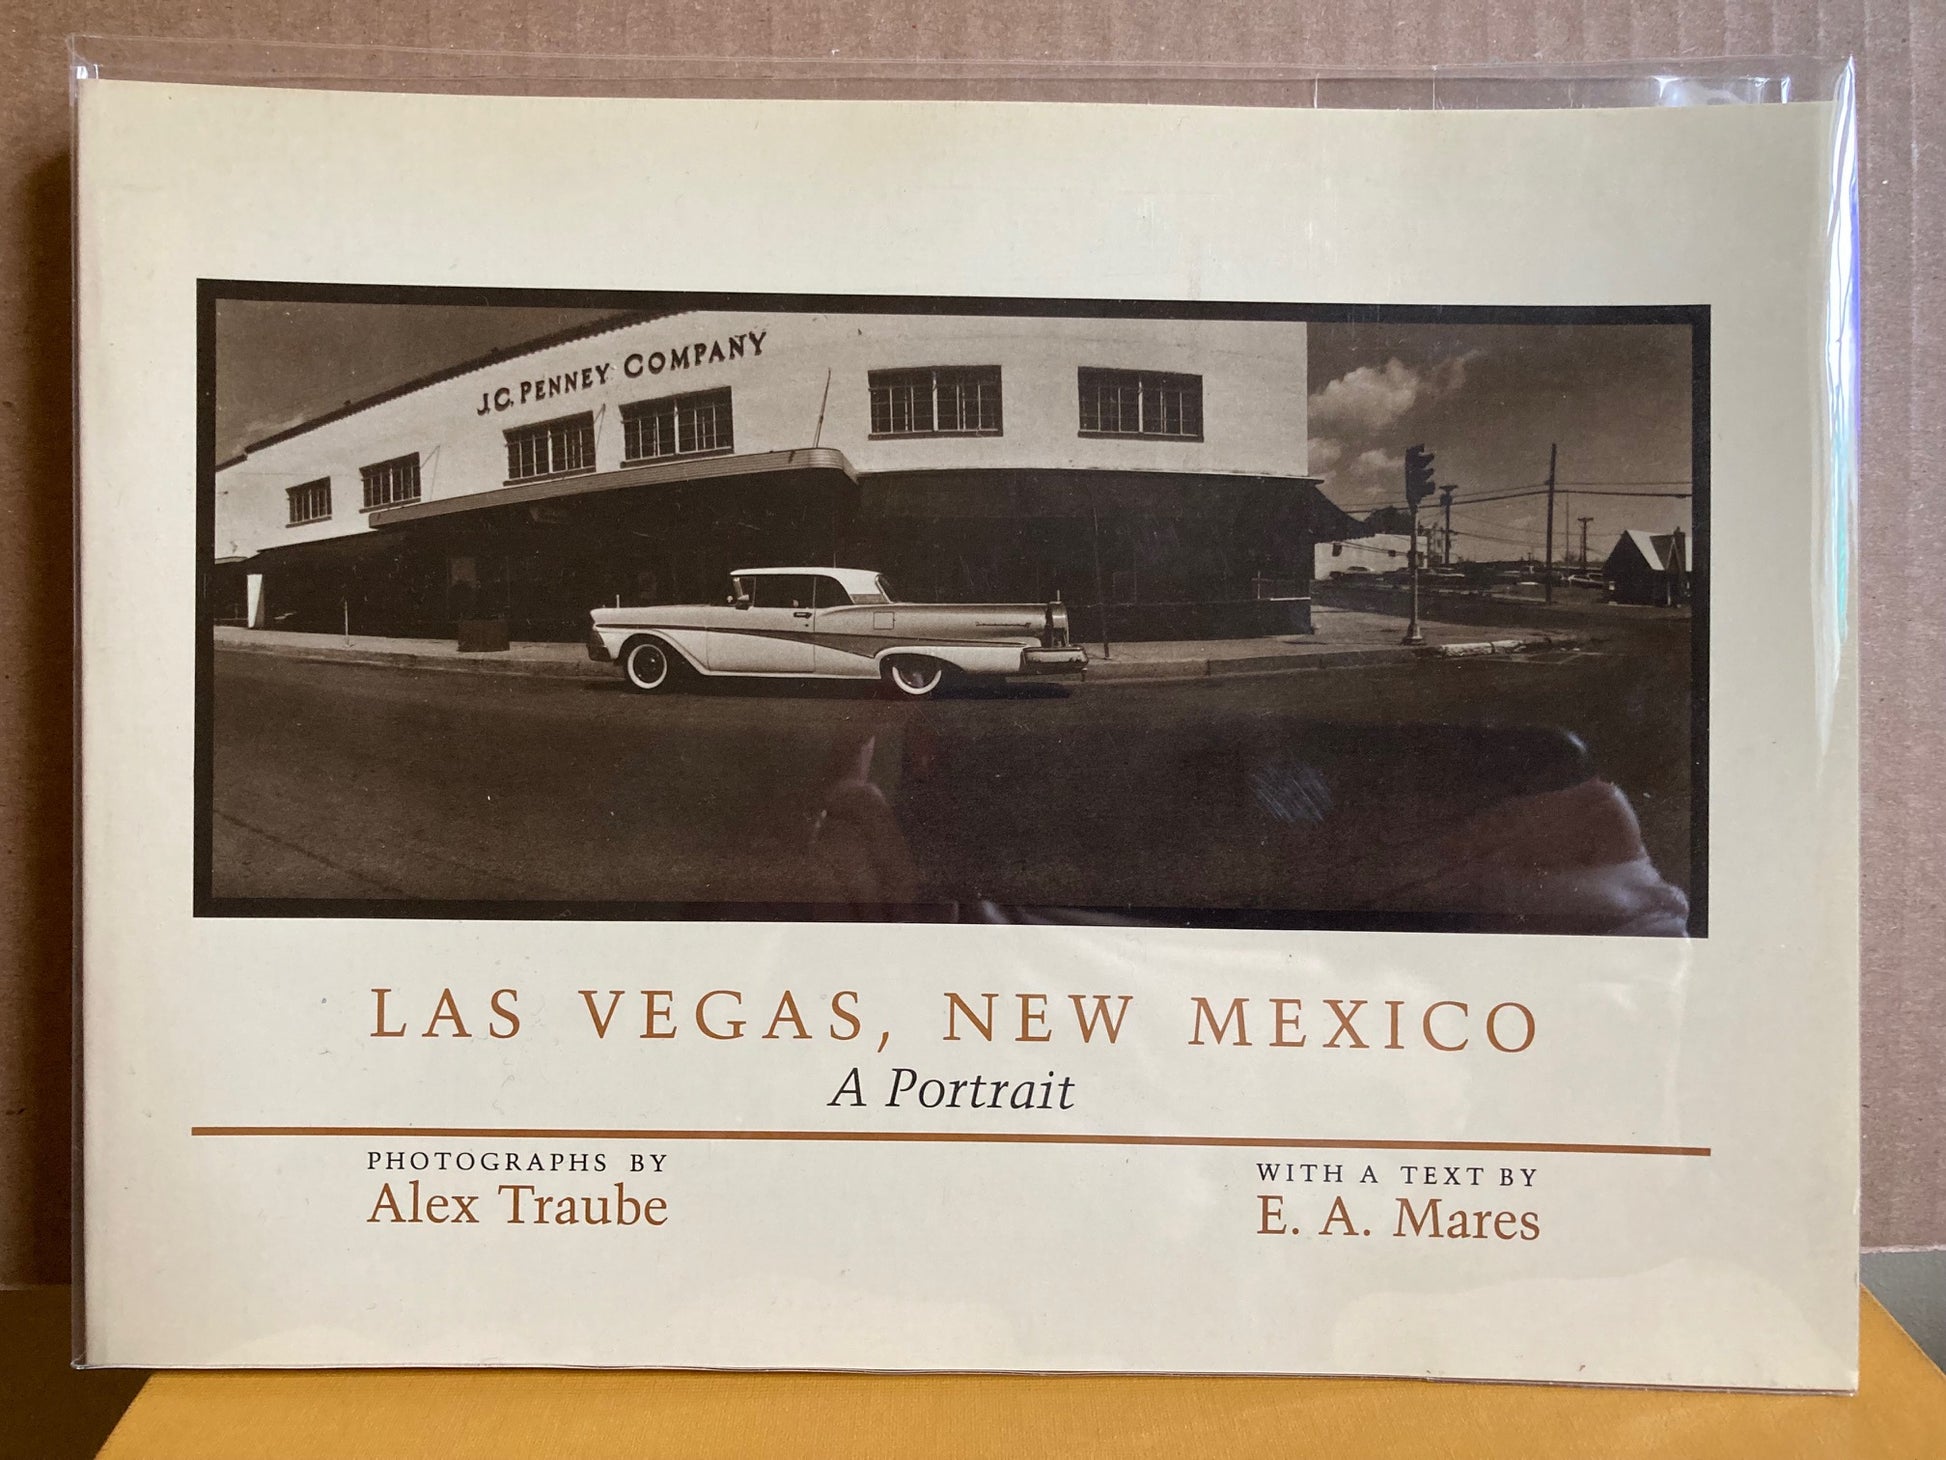 J.C. PENNEY COMPANY
LAS VEGAS, NEW MEXICO
A Portrait
PHOTOGRAPHS BY
Alex Traube
WITH A TEXT BY
E. A. Mares